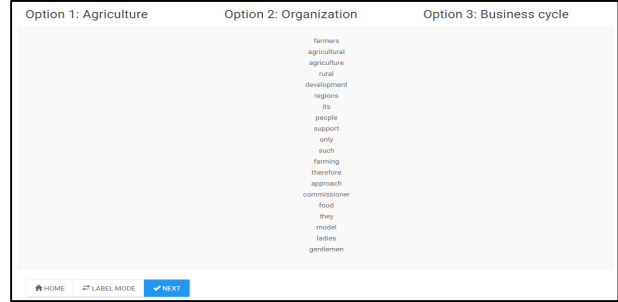 Option 1: Agriculture Option 2: Organization Option 3: Business cycle
farmers
agricultural
agriculture
rural
development
regions
its
people
support
only
such
farming
therefore
approach
commissioner
food
they
model
ladies
gentlemen
HOME LABEL MODE NEXT